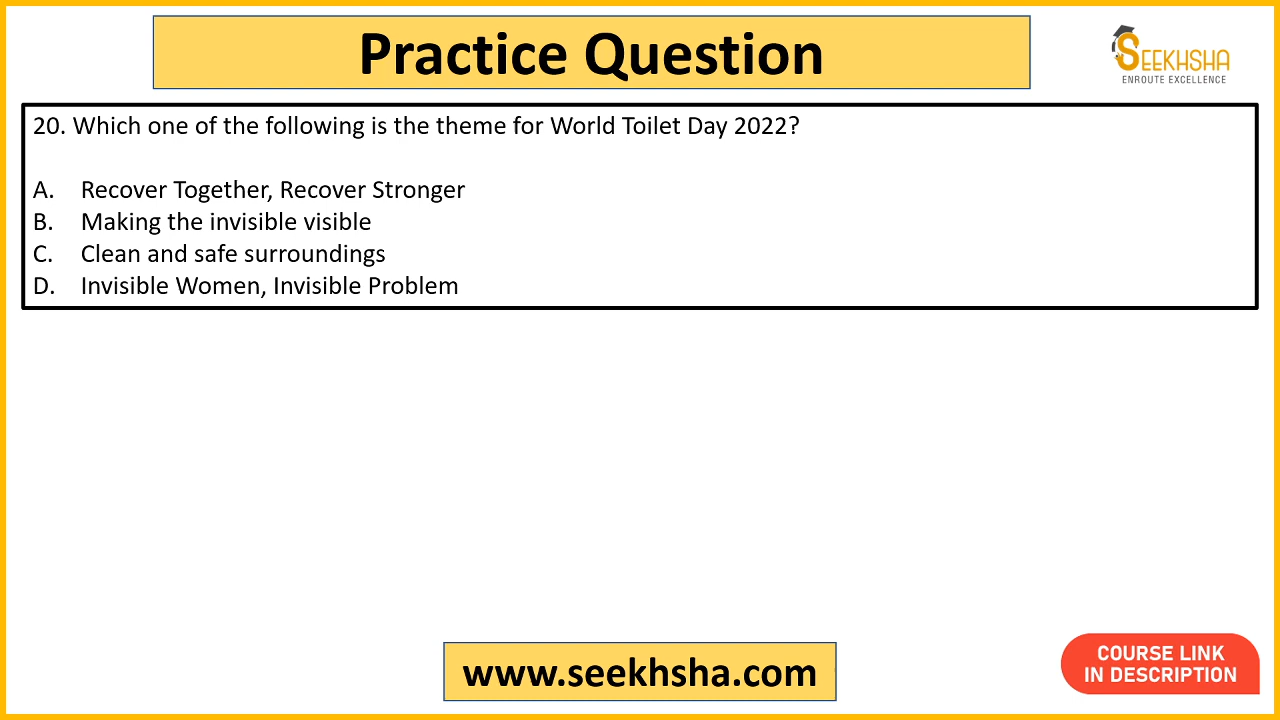 Practice Question
SEEKHSHA
ENROUTE EXCELLENCE
20. Which one of the following is the theme for World Toilet Day 2022?
A. Recover Together, Recover Stronger
B. Making the invisible visible
C. Clean and safe surroundings
D. Invisible Women, Invisible Problem
www.seekhsha.com
COURSE LINK
IN DESCRIPTION